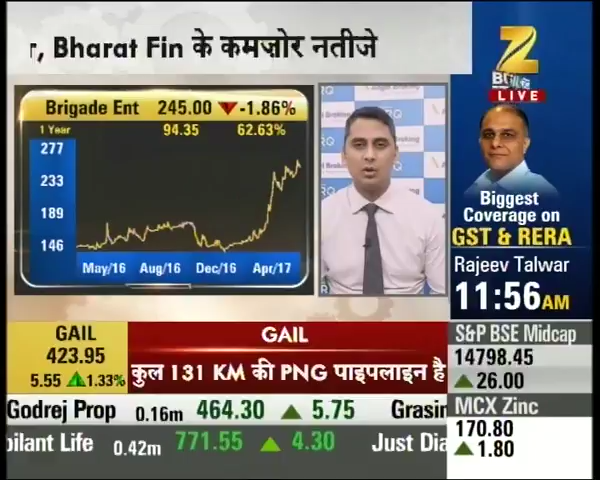 , Bharat Fin के कमज़ोर नतीजे
LIVE
Brigade Ent 245.00 ▼ -1.86%
1 Year 94.35 62.63%
277
233
189
146
May/16 Aug/16 Dec/16 Apr/17
Biggest
Coverage on
GST & RERA
Rajeev Talwar
11:56 AM
GAIL
423.95
5.55 ▲ 1.33%
GAIL
कुल 131 KM की PNG पाइपलाइन है
S&P BSE Midcap
14798.45
▲ 26.00
MCX Zinc
170.80
▲ 1.80
Godrej Prop 0.16m 464.30 ▲ 5.75 Grasi
bilant Life 0.42m 771.55 ▲ 4.30 Just Dia